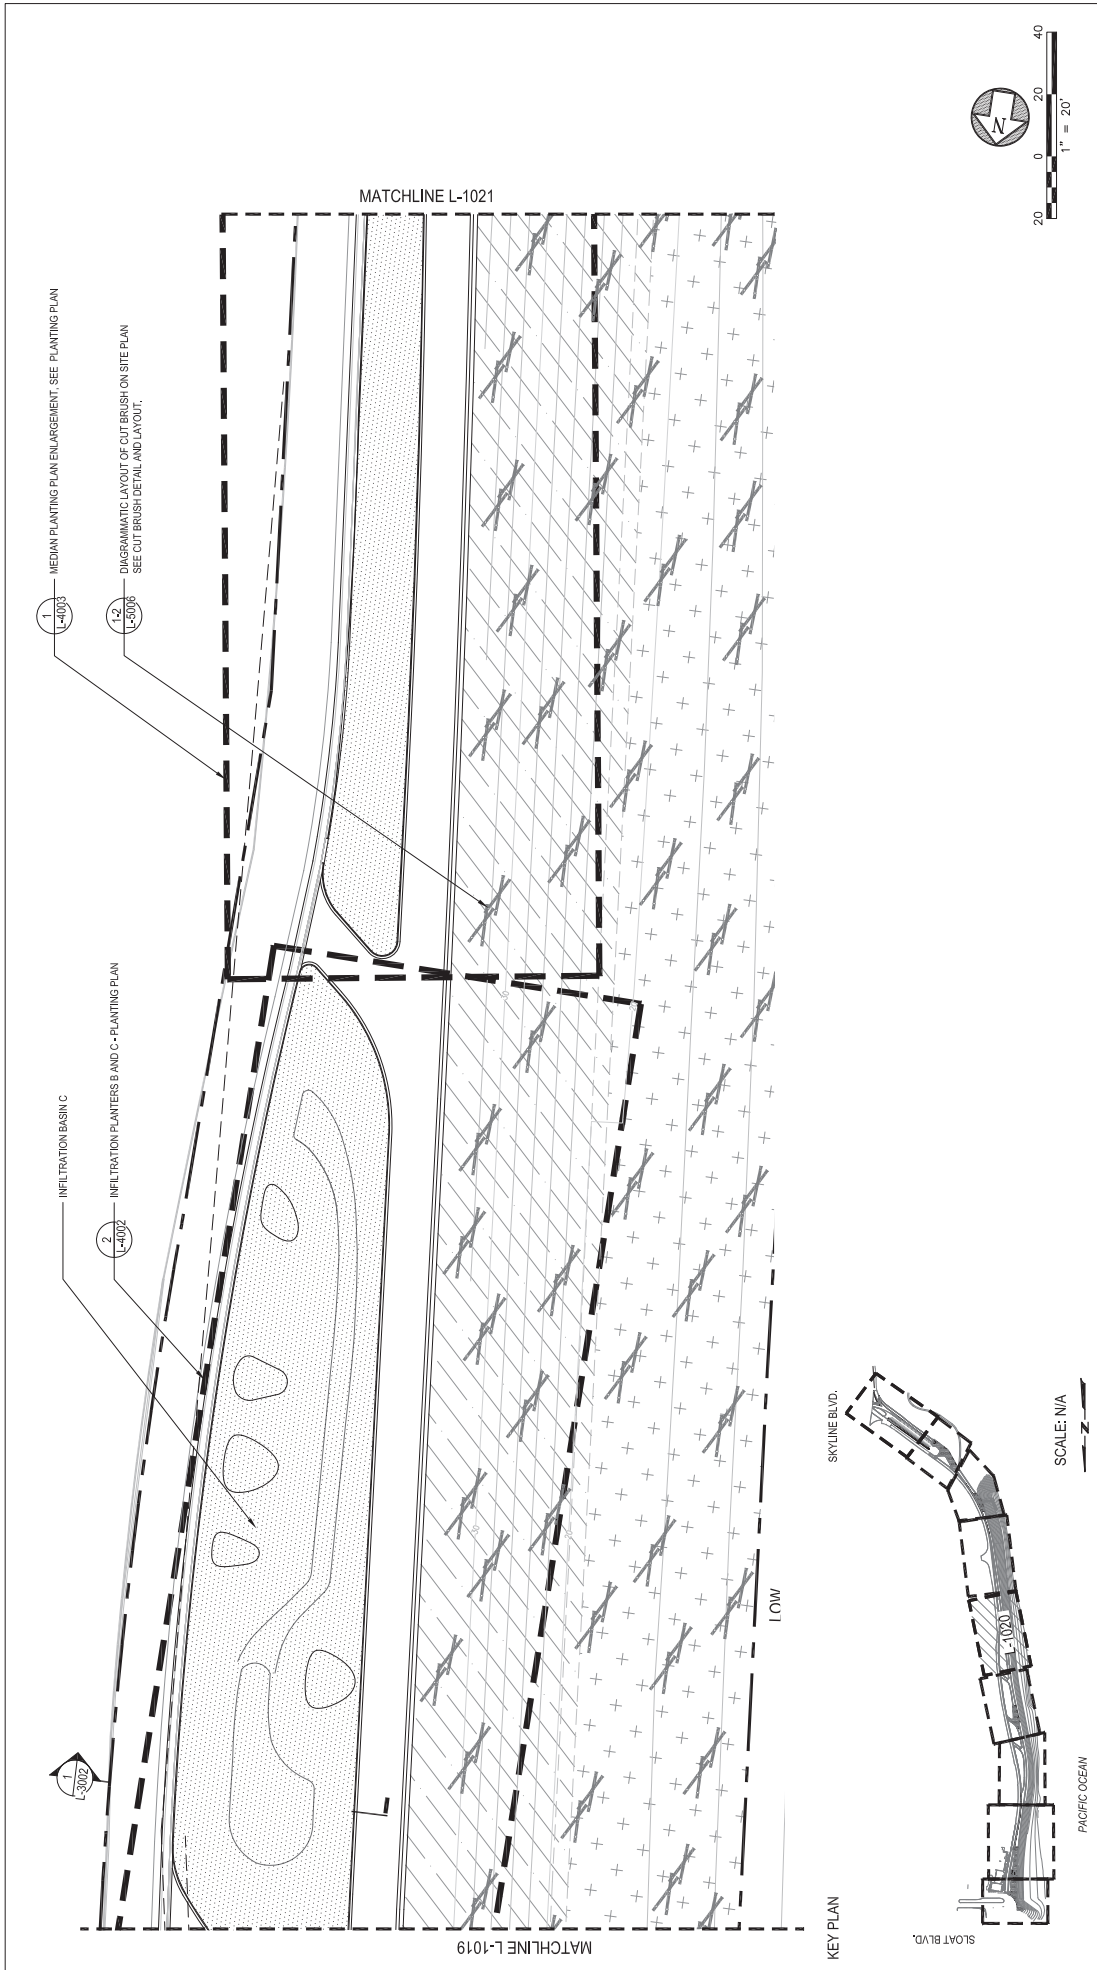 MATCHLINE L-1021
1
L-4003
MEDIAN PLANTING PLAN ENLARGEMENT, SEE PLANTING PLAN
1-2
L-5006
DIAGRAMMATIC LAYOUT OF CUT BRUSH ON SITE PLAN
SEE CUT BRUSH DETAIL AND LAYOUT.
INFILTRATION BASIN C
2
L-4002
INFILTRATION PLANTERS B AND C - PLANTING PLAN
1
L-3002
MATCHLINE L-1019
LOW
N
20 0 20 40
1" = 20'
KEY PLAN
SLOAT BLVD.
SKYLINE BLVD.
L-1020
PACIFIC OCEAN
SCALE: N/A
N